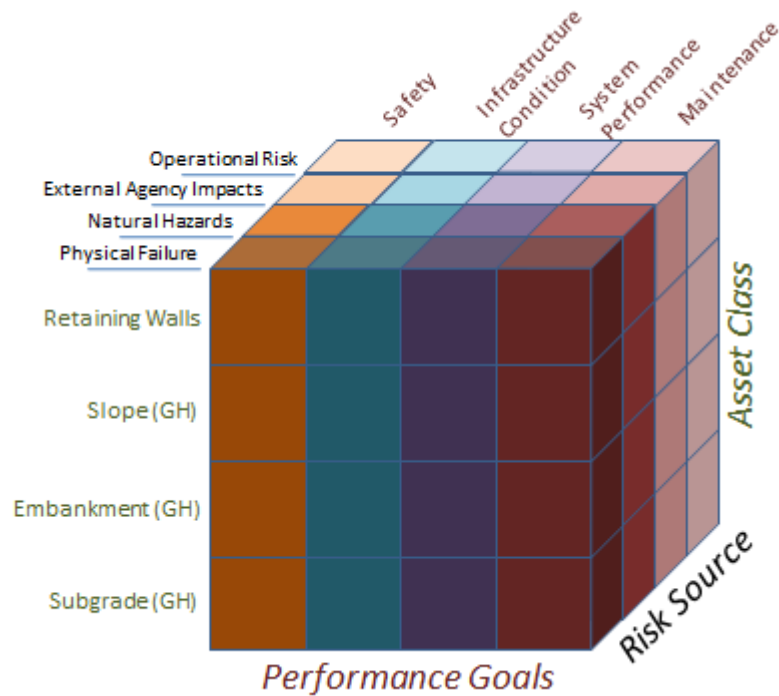 Safety
Infrastructure
Condition
System
Performance
Maintenance
Operational Risk
External Agency Impacts
Natural Hazards
Physical Failure
Retaining Walls
Slope (GH)
Embankment (GH)
Subgrade (GH)
Asset Class
Risk Source
Performance Goals